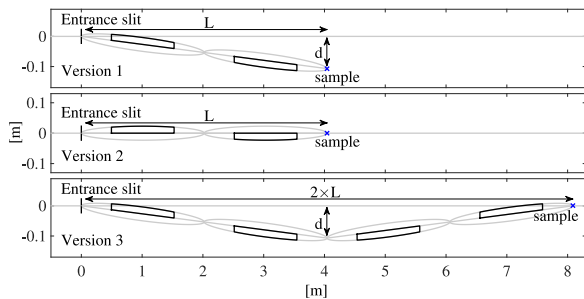 Entrance slit
L
0
d
-0.1
Version 1
sample
0.1
Entrance slit
L
0
[m]
-0.1
Version 2
sample
Entrance slit
2×L
0
d
sample
-0.1
Version 3
0 1 2 3 4 5 6 7 8
[m]